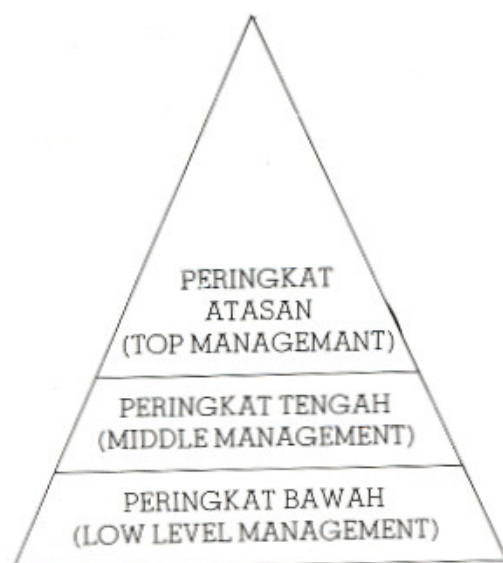 PERINGKAT
ATASAN
(TOP MANAGEMANT)
PERINGKAT TENGAH
(MIDDLE MANAGEMENT)
PERINGKAT BAWAH
(LOW LEVEL MANAGEMENT)